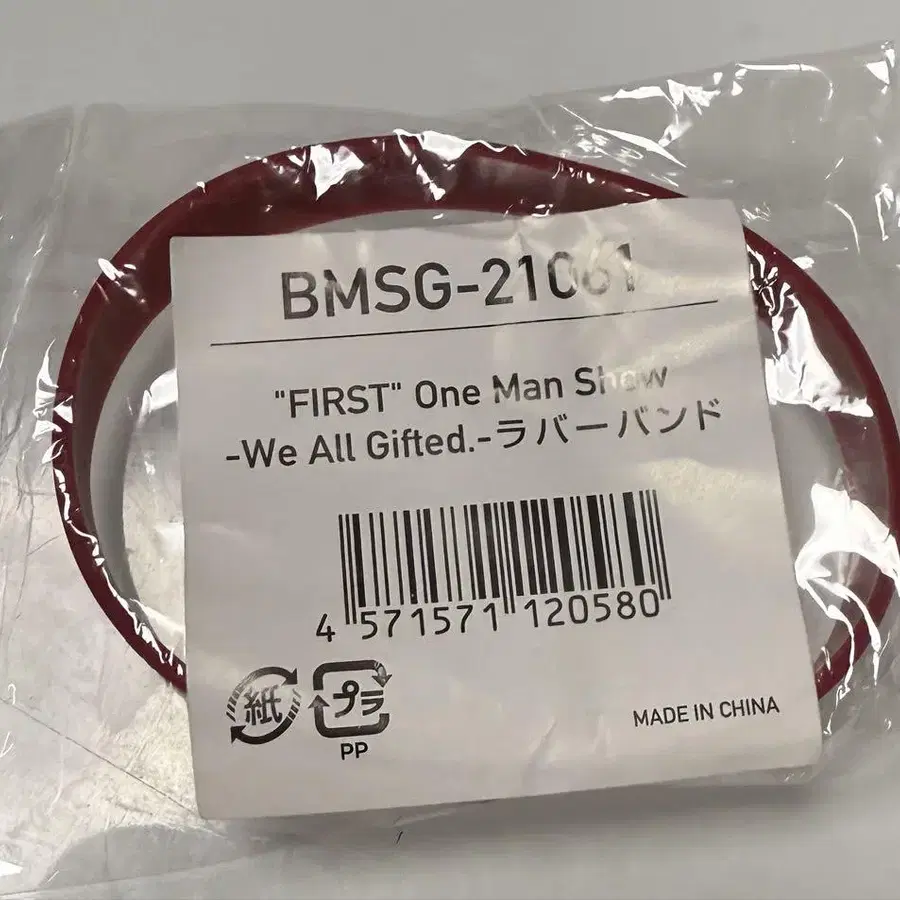 BMSG-21061
"FIRST" One Man Show
-We All Gifted.-ラバーバンド
4 571571 120580
紙
プラ
PP
MADE IN CHINA